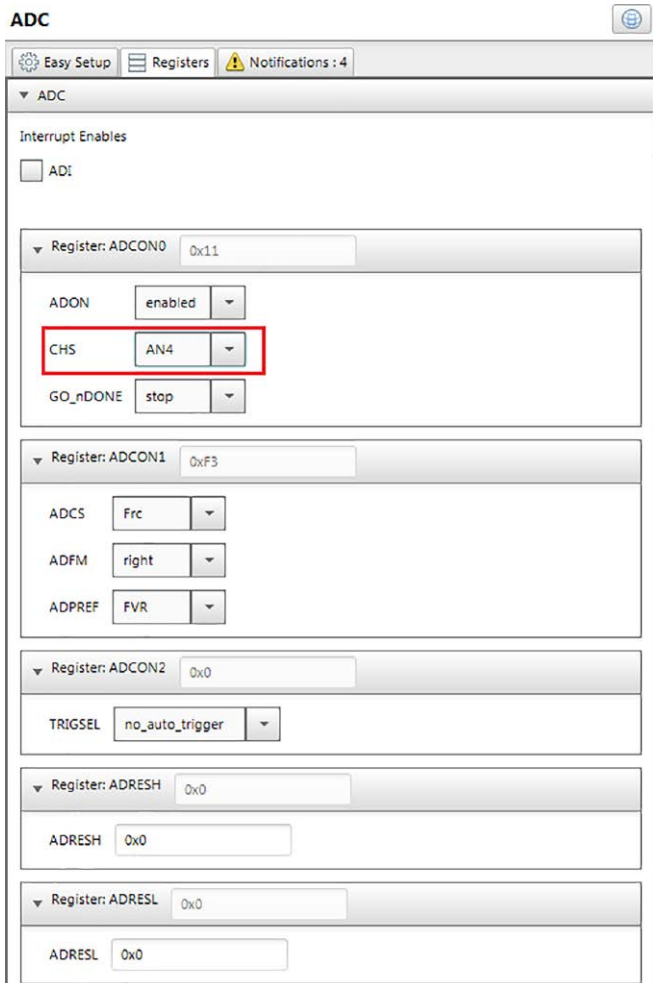 ADC
Easy Setup Registers Notifications : 4
ADC
Interrupt Enables
ADI
Register: ADCON0 0x11
ADON enabled
CHS AN4
GO_nDONE stop
Register: ADCON1 0xF3
ADCS Frc
ADFM right
ADPREF FVR
Register: ADCON2 0x0
TRIGSEL no_auto_trigger
Register: ADRESH 0x0
ADRESH 0x0
Register: ADRESL 0x0
ADRESL 0x0